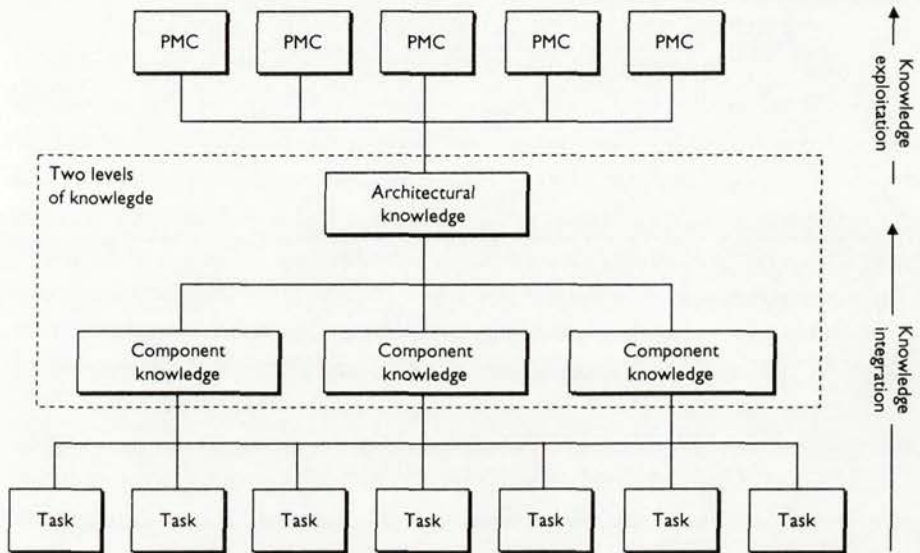 PMC PMC PMC PMC PMC
Knowledge
exploitation
Two levels
of knowlegde
Architectural
knowledge
Component
knowledge
Component
knowledge
Component
knowledge
Knowledge
integration
Task Task Task Task Task Task Task